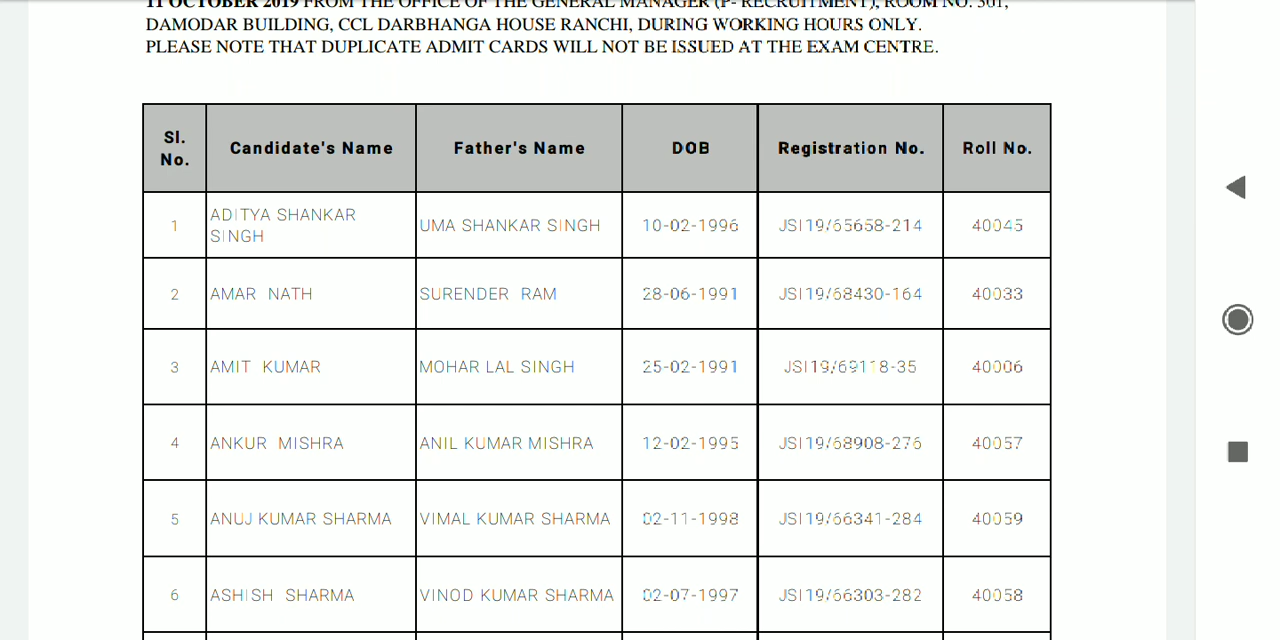 11 OCTOBER 2019 FROM THE OFFICE OF THE GENERAL MANAGER (P- RECRUITMENT), ROOM NO. 301,
DAMODAR BUILDING, CCL DARBHANGA HOUSE RANCHI, DURING WORKING HOURS ONLY.
PLEASE NOTE THAT DUPLICATE ADMIT CARDS WILL NOT BE ISSUED AT THE EXAM CENTRE.
Sl. No. Candidate's Name Father's Name DOB Registration No. Roll No.
1 ADITYA SHANKAR SINGH UMA SHANKAR SINGH 10-02-1996 JSI19/65658-214 40045
2 AMAR NATH SURENDER RAM 28-06-1991 JSI19/68430-164 40033
3 AMIT KUMAR MOHAR LAL SINGH 25-02-1991 JSI19/69118-35 40006
4 ANKUR MISHRA ANIL KUMAR MISHRA 12-02-1995 JSI19/68908-276 40057
5 ANUJ KUMAR SHARMA VIMAL KUMAR SHARMA 02-11-1998 JSI19/66341-284 40059
6 ASHISH SHARMA VINOD KUMAR SHARMA 02-07-1997 JSI19/66303-282 40058